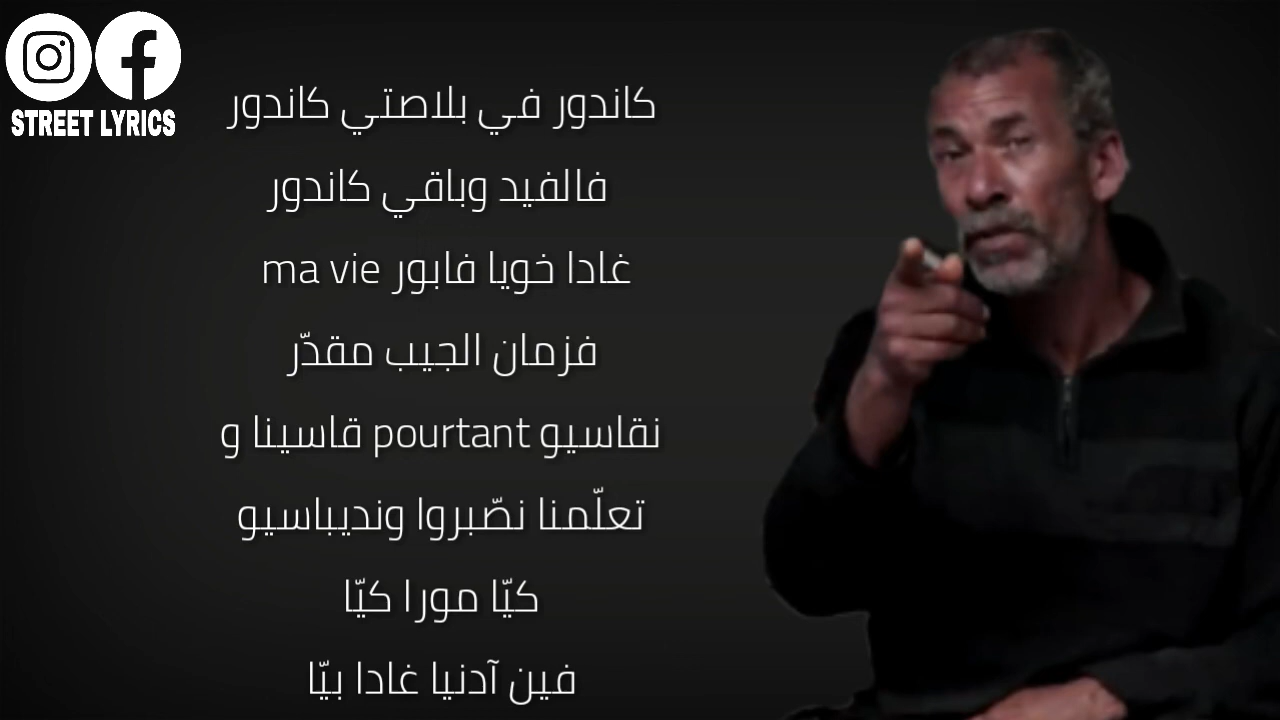 STREET LYRICS
كاندور في بلاصتي كاندور
فالفيد وباقي كاندور
غادا خويا فابور ma vie
فزمان الجيب مقدّر
نقاسيو pourtant قاسينا و
تعلّمنا نصّبروا ونديباسيو
كيّا مورا كيّا
فين آدنيا غادا بيّا